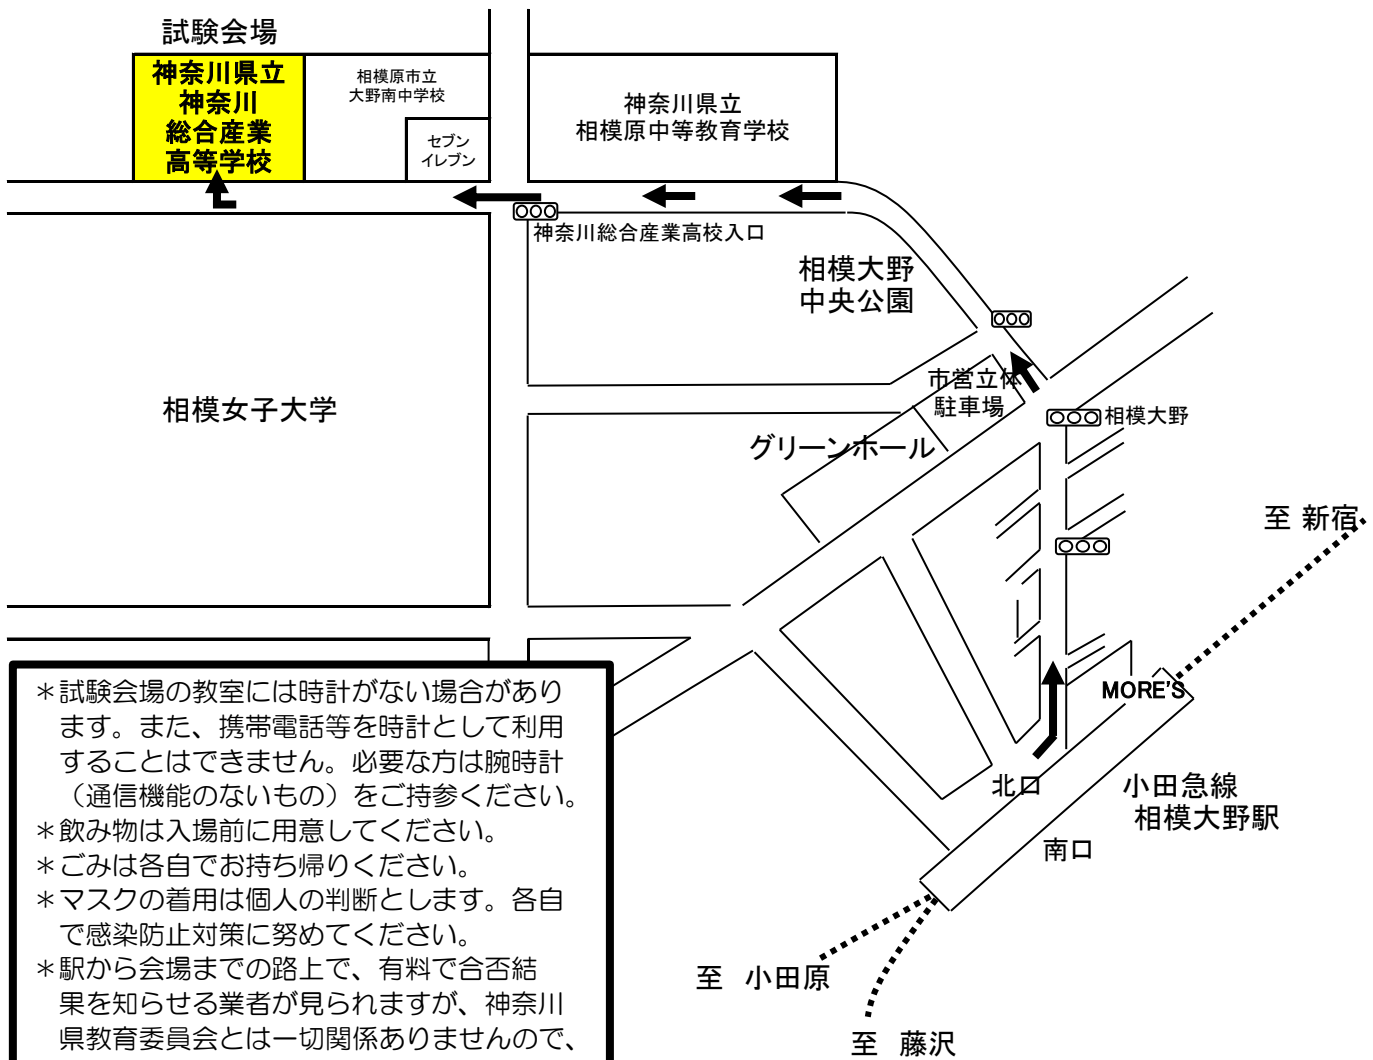 試験会場
神奈川県立
神奈川
総合産業
高等学校
相模原市立
大野南中学校
セブン
イレブン
神奈川県立
相模原中等教育学校
神奈川総合産業高校入口
相模大野
中央公園
市営立体
駐車場
相模女子大学
相模大野
グリーンホール
至 新宿
MORE'S
北口
小田急線
相模大野駅
南口
至 小田原
至 藤沢
＊試験会場の教室には時計がない場合があり
ます。また、携帯電話等を時計として利用
することはできません。必要な方は腕時計
（通信機能のないもの）をご持参ください。
＊飲み物は入場前に用意してください。
＊ごみは各自でお持ち帰りください。
＊マスクの着用は個人の判断とします。各自
で感染防止対策に努めてください。
＊駅から会場までの路上で、有料で合否結
果を知らせる業者が見られますが、神奈川
県教育委員会とは一切関係ありませんので、